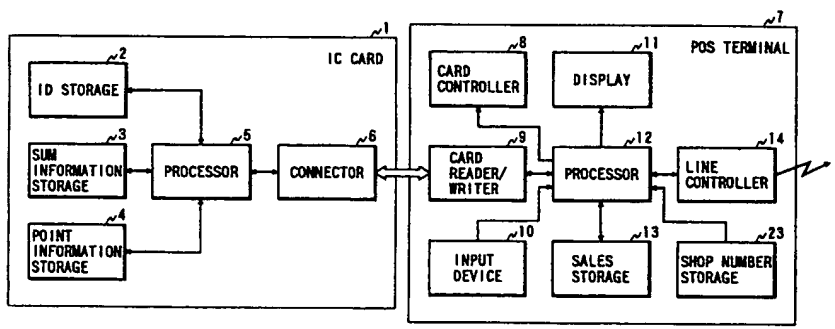 1
IC CARD
2
ID STORAGE
3
SUM
INFORMATION
STORAGE
4
POINT
INFORMATION
STORAGE
5
PROCESSOR
6
CONNECTOR
7
POS TERMINAL
8
CARD
CONTROLLER
11
DISPLAY
9
CARD
READER/
WRITER
12
PROCESSOR
14
LINE
CONTROLLER
10
INPUT
DEVICE
13
SALES
STORAGE
23
SHOP NUMBER
STORAGE